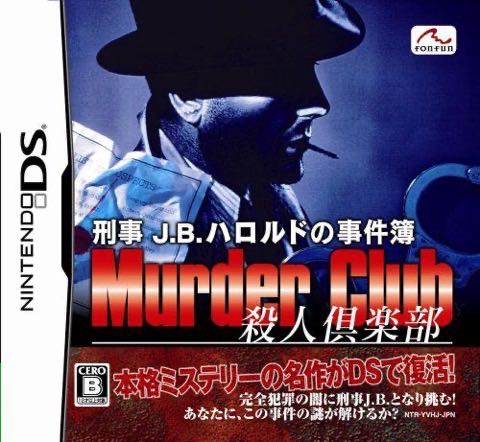 fonfun
NINTENDO DS
SUSPECTS
刑事 J.B.ハロルドの事件簿
Murder Club
殺人倶楽部
CERO
B
本格ミステリーの名作がDSで復活!
完全犯罪の闇に刑事J.B.となり挑む!
あなたに、この事件の謎が解けるか? NTR-YVHJ-JPN